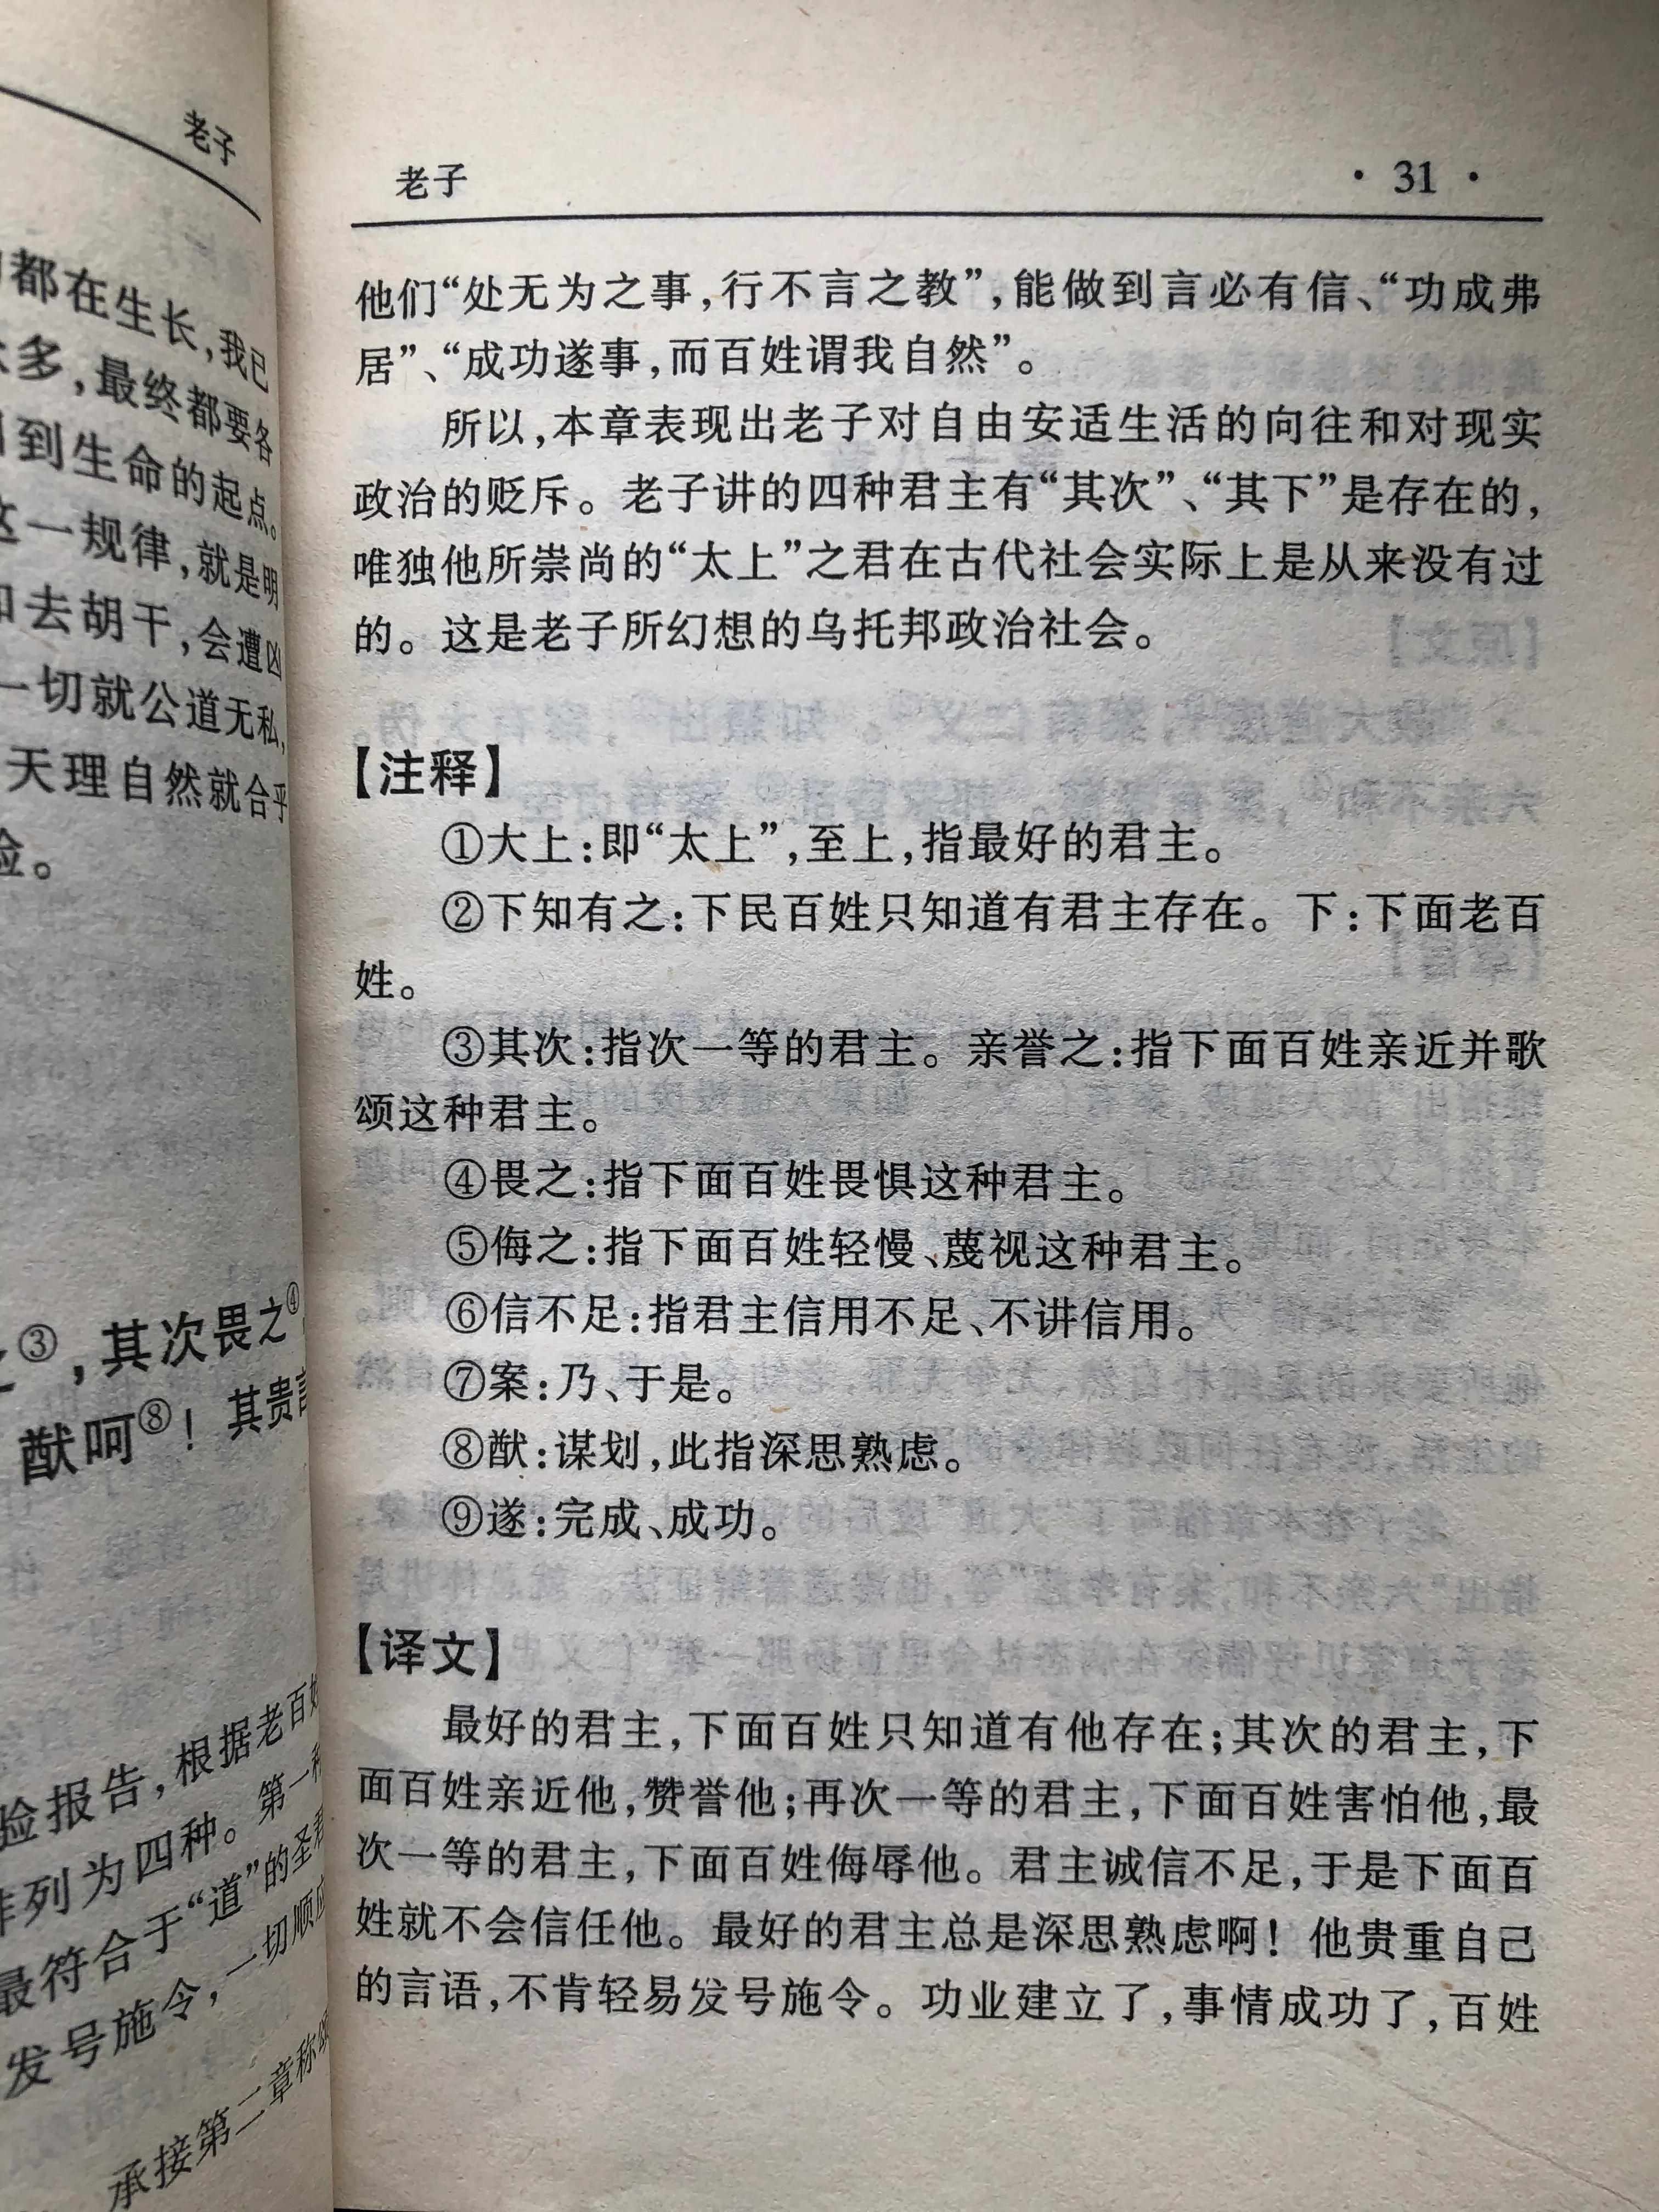 老子
都在生长,我已
多,最终都要各
到生命的起点。
这一规律,就是明
去胡干,会遭凶
一切就公道无私,
天理自然就合乎
险。
③,其次畏之④
猷呵⑧!其贵言
验报告,根据老百姓
排列为四种。第一种
最符合于“道”的圣君
发号施令,一切顺应
承接第二章称颂
老子 · 31 ·
他们“处无为之事,行不言之教”,能做到言必有信、“功成弗
居”、“成功遂事,而百姓谓我自然”。
所以,本章表现出老子对自由安适生活的向往和对现实
政治的贬斥。老子讲的四种君主有“其次”、“其下”是存在的,
唯独他所崇尚的“太上”之君在古代社会实际上是从来没有过
的。这是老子所幻想的乌托邦政治社会。
【注释】
①大上:即“太上”,至上,指最好的君主。
②下知有之:下民百姓只知道有君主存在。下:下面老百
姓。
③其次:指次一等的君主。亲誉之:指下面百姓亲近并歌
颂这种君主。
④畏之:指下面百姓畏惧这种君主。
⑤侮之:指下面百姓轻慢、蔑视这种君主。
⑥信不足:指君主信用不足、不讲信用。
⑦案:乃、于是。
⑧猷:谋划,此指深思熟虑。
⑨遂:完成、成功。
【译文】
最好的君主,下面百姓只知道有他存在;其次的君主,下
面百姓亲近他,赞誉他;再次一等的君主,下面百姓害怕他,最
次一等的君主,下面百姓侮辱他。君主诚信不足,于是下面百
姓就不会信任他。最好的君主总是深思熟虑啊!他贵重自己
的言语,不肯轻易发号施令。功业建立了,事情成功了,百姓